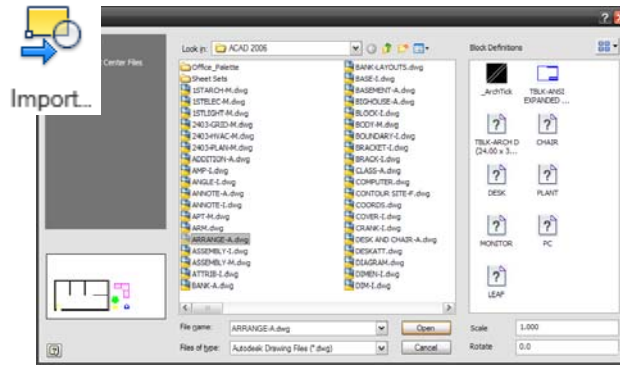 Import...
Center Files
Look in:
ACAD 2006
Office_Palette
Sheet Sets
1STARCH-M.dwg
1STELEC-M.dwg
1STLIGHT-M.dwg
2403-GRID-M.dwg
2403-HVAC-M.dwg
2403-PLAN-M.dwg
ADDITION-A.dwg
AMP-I.dwg
ANGLE-I.dwg
ANNOTE-A.dwg
ANNOTE-I.dwg
APT-M.dwg
ARM.dwg
ARRANGE-A.dwg
ASSEMBLY-I.dwg
ASSEMBLY-M.dwg
ATTRIB-I.dwg
BANK-A.dwg
BANK-LAYOUTS.dwg
BASE-I.dwg
BASEMENT-A.dwg
BIGHOUSE-A.dwg
BLOCK-I.dwg
BODY-M.dwg
BOUNDARY-I.dwg
BRACKET-I.dwg
BRACK-I.dwg
CLASS-A.dwg
COMPUTER.dwg
CONTOUR SITE-F.dwg
COORDS.dwg
COVER-I.dwg
CRANK-I.dwg
DESK AND CHAIR-A.dwg
DESKATT.dwg
DIAGRAM.dwg
DIMEN-I.dwg
DIM-I.dwg
Block Definitions
_ArchTick
TBLK-ANSI
EXPANDED ...
TBLK-ARCH D
(24.00 x 3...
CHAIR
DESK
PLANT
MONITOR
PC
LEAF
File name:
ARRANGE-A.dwg
Open
Files of type:
Autodesk Drawing Files (*.dwg)
Cancel
Scale
1.000
Rotate
0.0